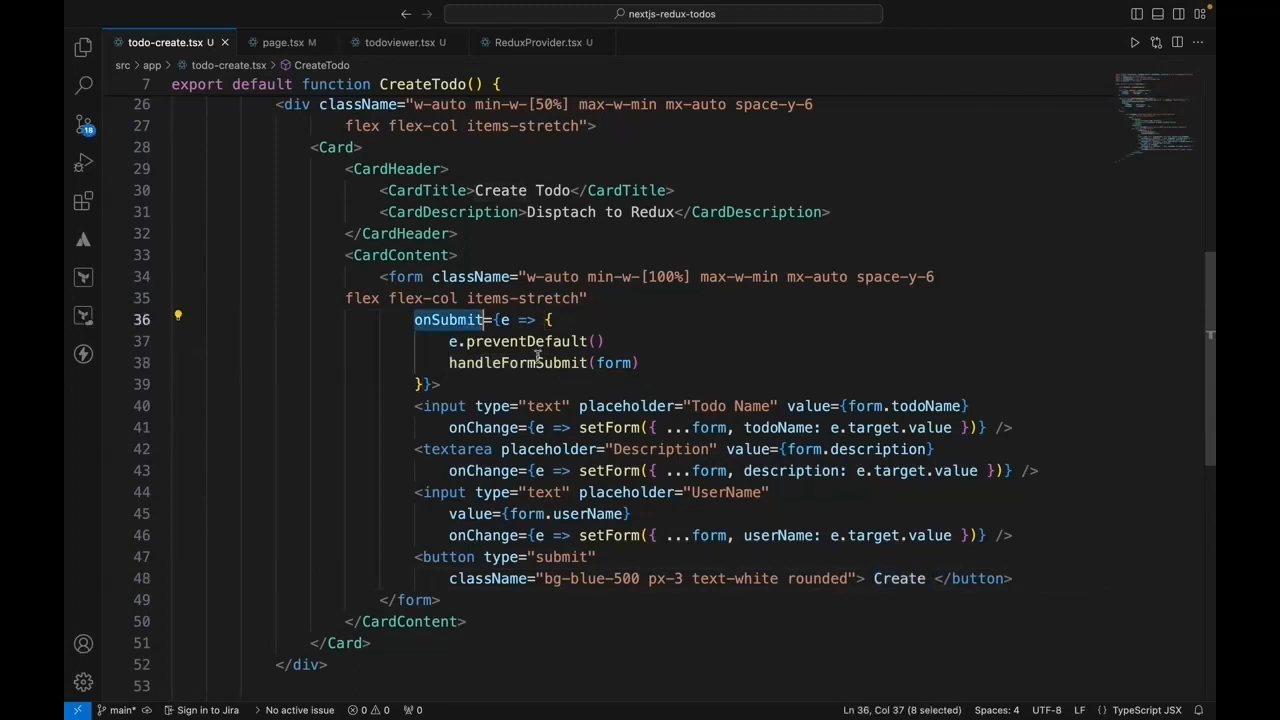 nextjs-redux-todos
todo-create.tsx U
page.tsx M
todoviewer.tsx U
ReduxProvider.tsx U
src > app > todo-create.tsx > CreateTodo
7 export default function CreateTodo() {
26 <div className="w-auto min-w-[50%] max-w-min mx-auto space-y-6
27 flex flex-col items-stretch">
28 <Card>
29 <CardHeader>
30 <CardTitle>Create Todo</CardTitle>
31 <CardDescription>Disptach to Redux</CardDescription>
32 </CardHeader>
33 <CardContent>
34 <form className="w-auto min-w-[100%] max-w-min mx-auto space-y-6
35 flex flex-col items-stretch"
36 onSubmit={e => {
37 e.preventDefault()
38 handleFormSubmit(form)
39 }}>
40 <input type="text" placeholder="Todo Name" value={form.todoName}
41 onChange={e => setForm({ ...form, todoName: e.target.value })} />
42 <textarea placeholder="Description" value={form.description}
43 onChange={e => setForm({ ...form, description: e.target.value })} />
44 <input type="text" placeholder="UserName"
45 value={form.userName}
46 onChange={e => setForm({ ...form, userName: e.target.value })} />
47 <button type="submit"
48 className="bg-blue-500 px-3 text-white rounded"> Create </button>
49 </form>
50 </CardContent>
51 </Card>
52 </div>
53
18
main* Sign in to Jira No active issue 0 0 0 Ln 36, Col 37 (8 selected) Spaces: 4 UTF-8 LF {} TypeScript JSX